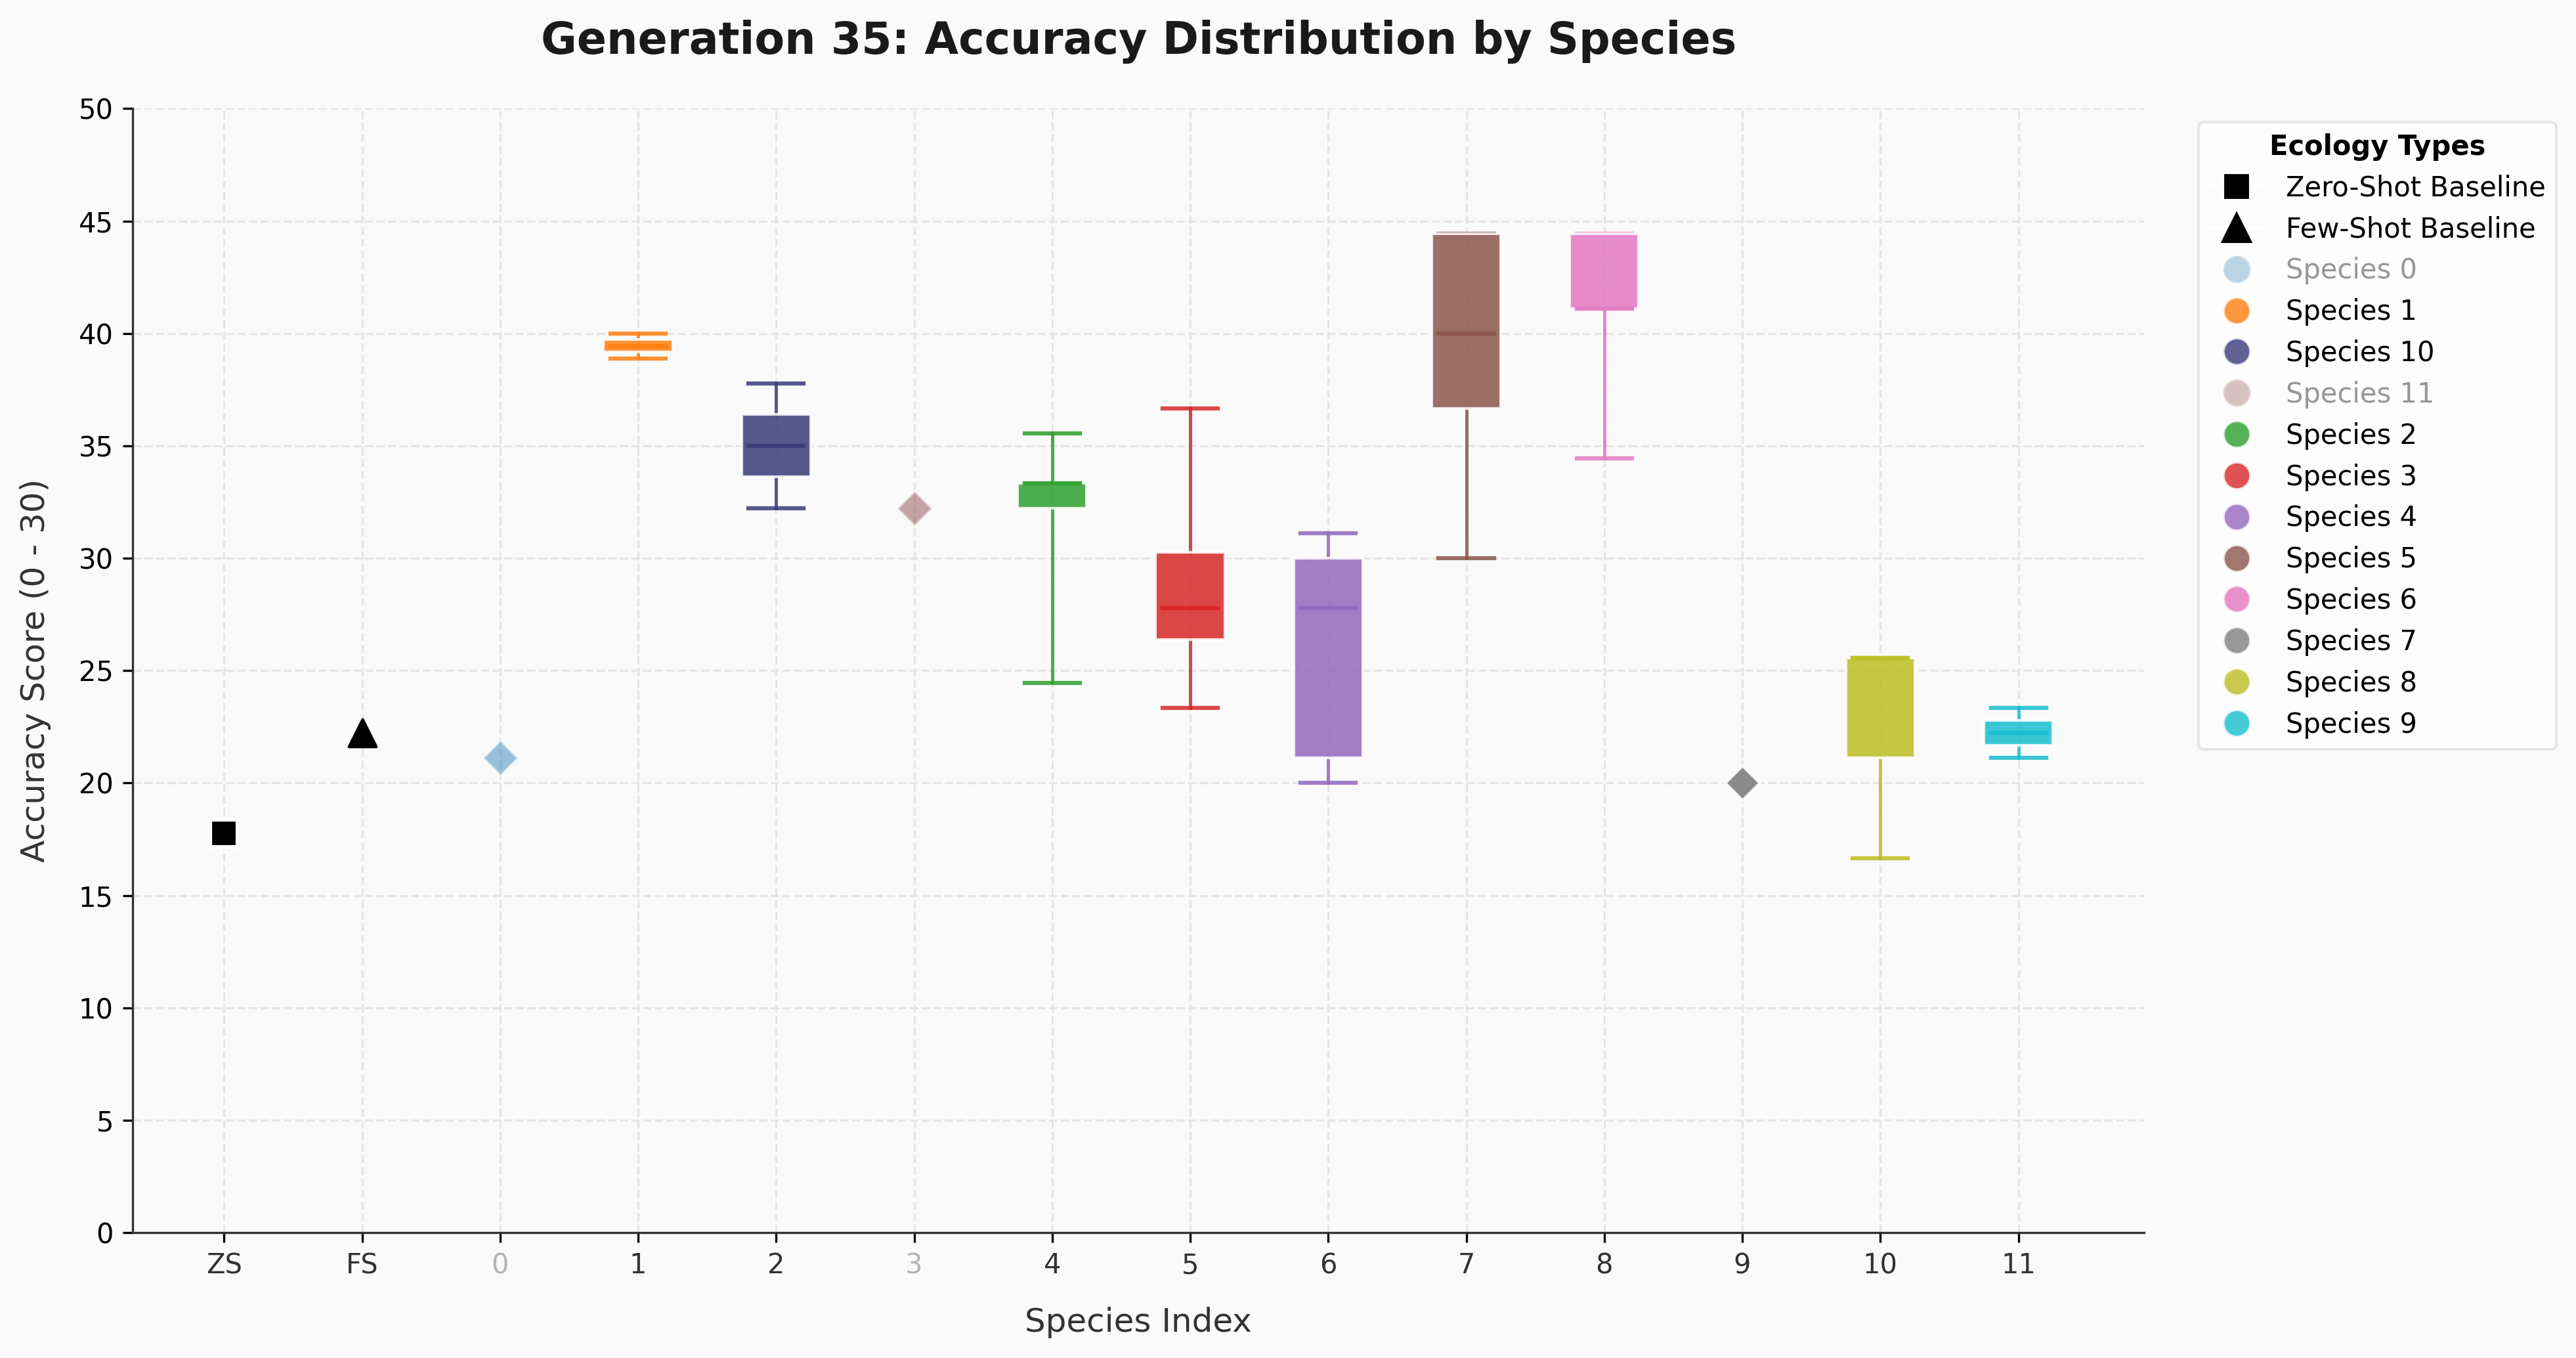 Generation 35: Accuracy Distribution by Species
50
45
40
35
30
25
20
15
10
5
0
Accuracy Score (0 - 30)
ZS FS 0 1 2 3 4 5 6 7 8 9 10 11
Species Index
Ecology Types
Zero-Shot Baseline
Few-Shot Baseline
Species 0
Species 1
Species 10
Species 11
Species 2
Species 3
Species 4
Species 5
Species 6
Species 7
Species 8
Species 9